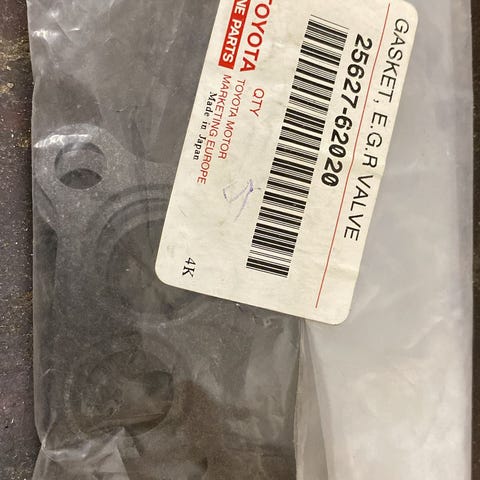 GASKET, E.G.R VALVE
25627-62020
QTY
TOYOTA
NE PARTS
TOYOTA MOTOR
MARKETING EUROPE
Made in Japan
4K